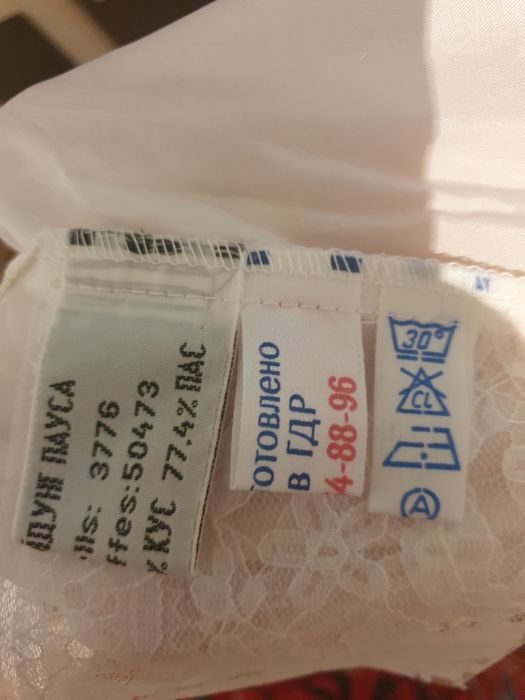 ЙДУНГ ПАУСА
lls: 3776
ffes:50473
% КУС 77.4% ПАС
ОТОВЛЕНО
В ГДР
4-88-96
30°
CL
A